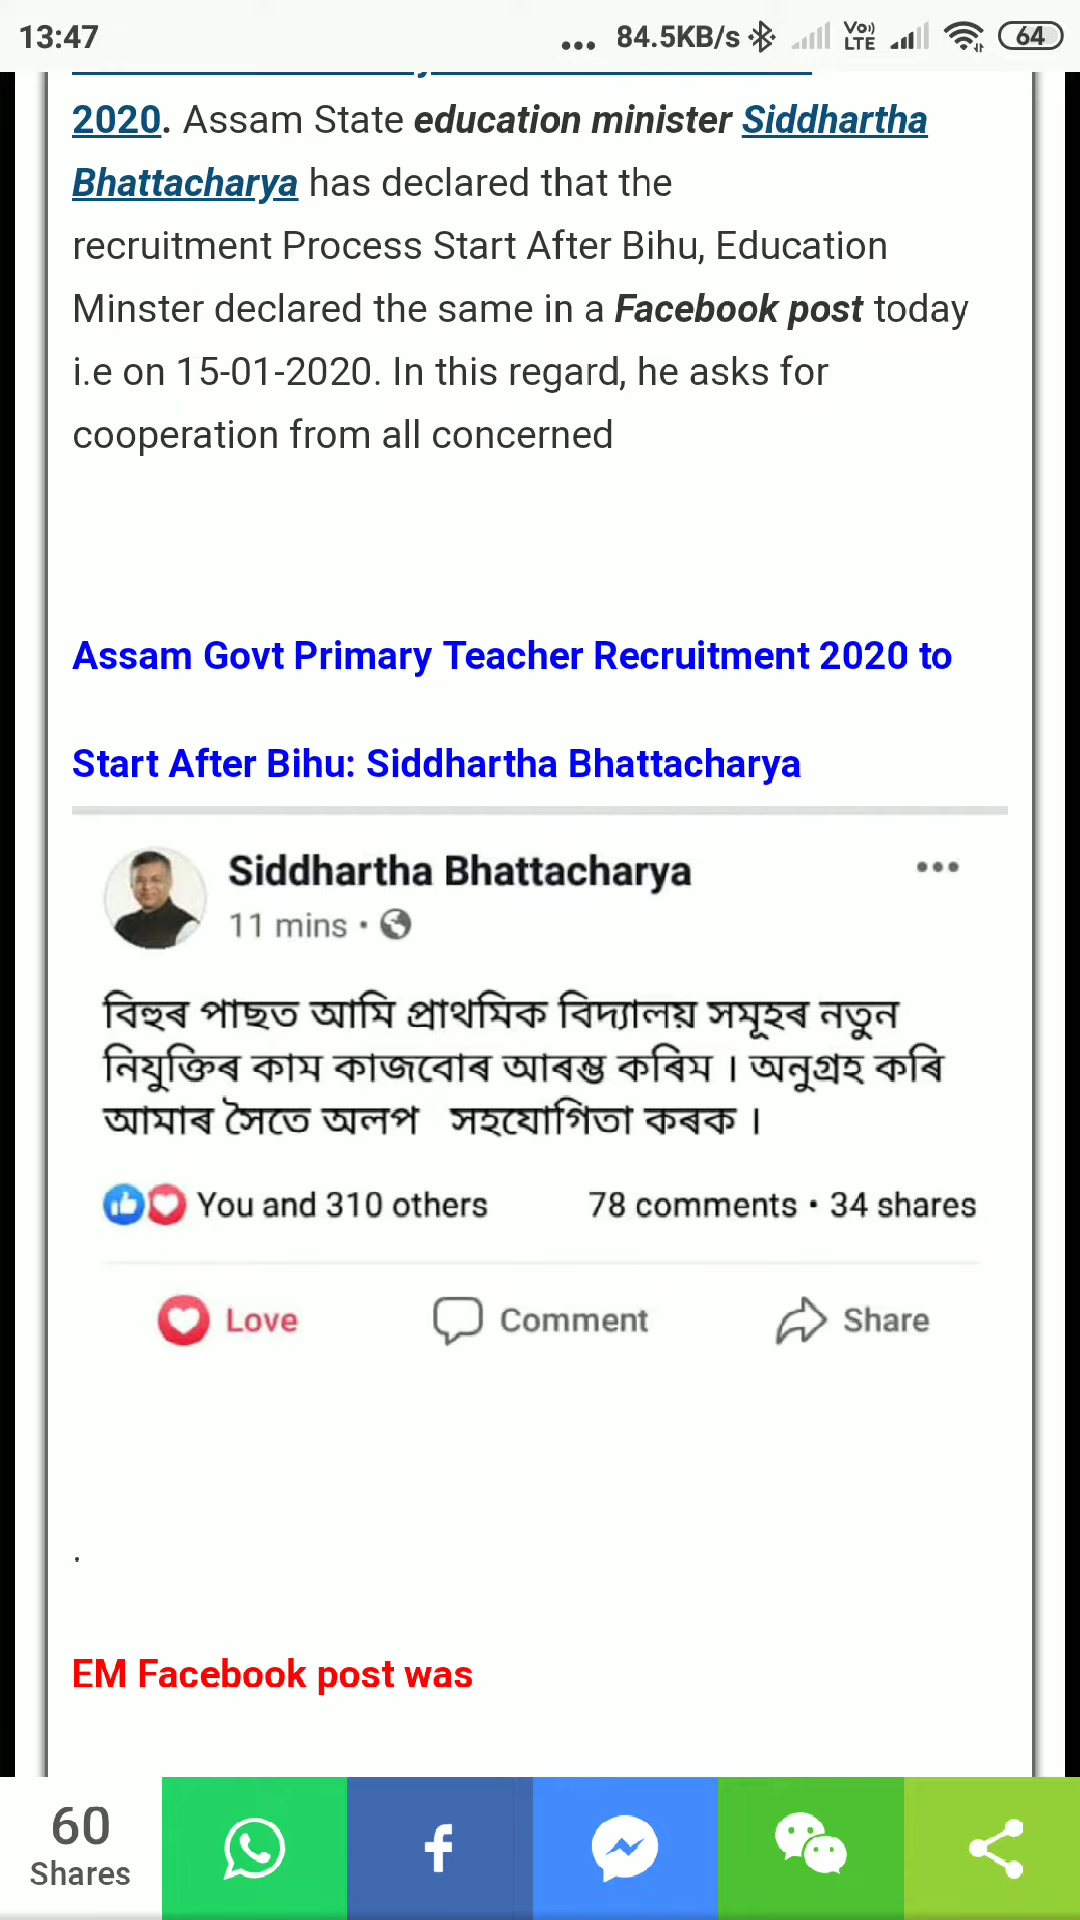 13:47 ... 84.5KB/s Vo)) LTE 64
2020. Assam State education minister Siddhartha
Bhattacharya has declared that the
recruitment Process Start After Bihu, Education
Minster declared the same in a Facebook post today
i.e on 15-01-2020. In this regard, he asks for
cooperation from all concerned
Assam Govt Primary Teacher Recruitment 2020 to
Start After Bihu: Siddhartha Bhattacharya
Siddhartha Bhattacharya
11 mins •
বিহুৰ পাছত আমি প্ৰাথমিক বিদ্যালয় সমূহৰ নতুন
নিযুক্তিৰ কাম কাজবোৰ আৰম্ভ কৰিম । অনুগ্ৰহ কৰি
আমাৰ সৈতে অলপ সহযোগিতা কৰক ।
You and 310 others 78 comments • 34 shares
Love Comment Share
.
EM Facebook post was
60
Shares